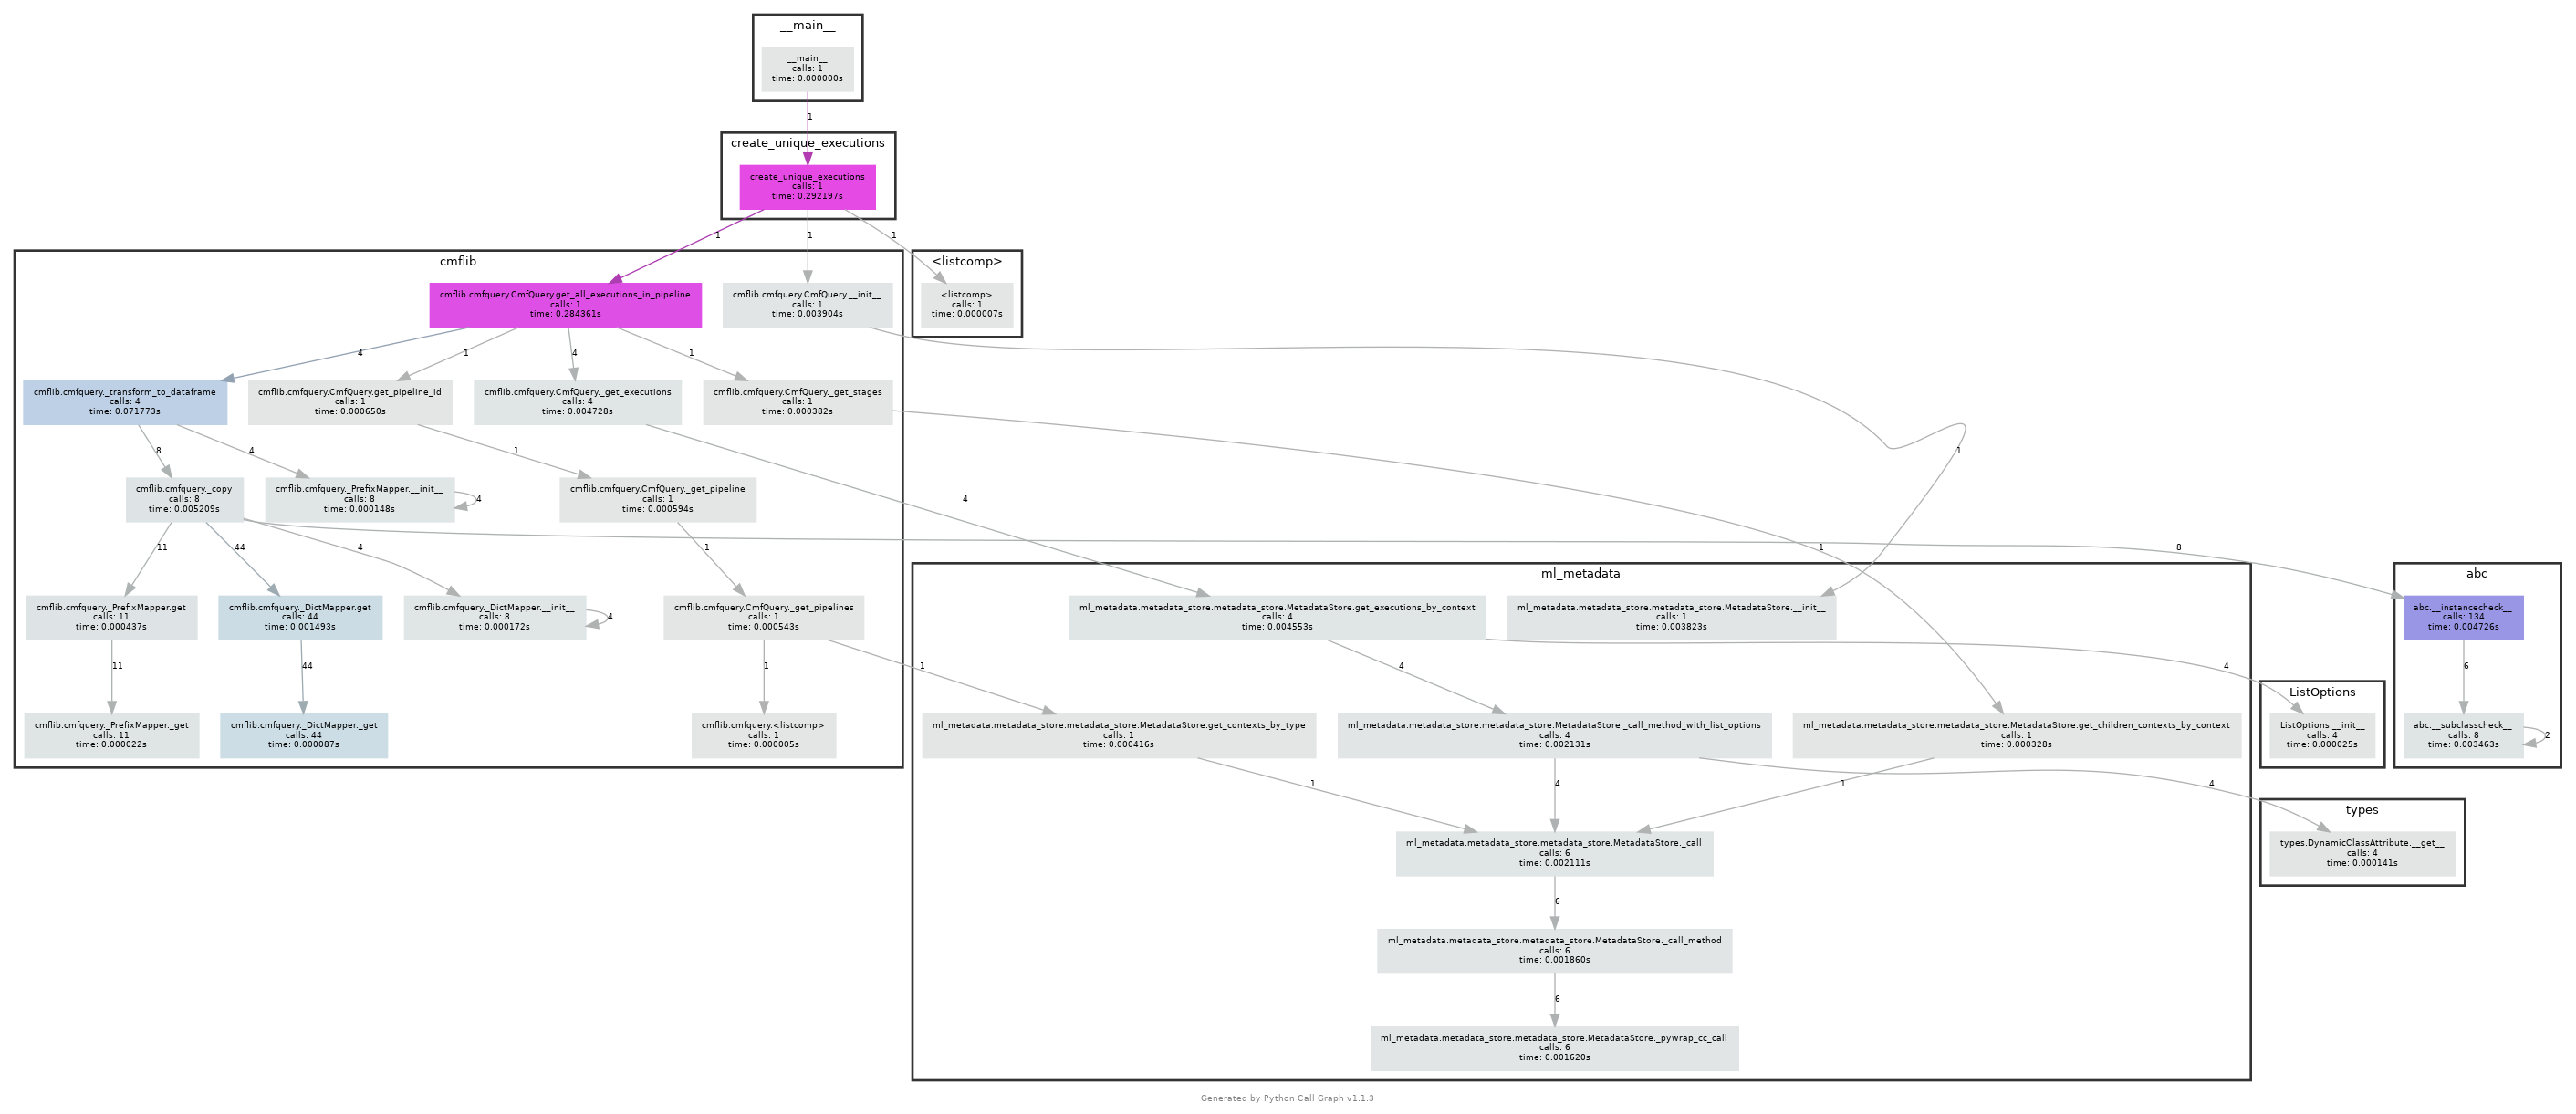 __main__
__main__
calls: 1
time: 0.000000s
1
create_unique_executions
create_unique_executions
calls: 1
time: 0.292197s
1
1
1
cmflib
cmflib.cmfquery.CmfQuery.get_all_executions_in_pipeline
calls: 1
time: 0.284361s
cmflib.cmfquery.CmfQuery.__init__
calls: 1
time: 0.003904s
<listcomp>
<listcomp>
calls: 1
time: 0.000007s
4
1
4
1
cmflib.cmfquery._transform_to_dataframe
calls: 4
time: 0.071773s
cmflib.cmfquery.CmfQuery.get_pipeline_id
calls: 1
time: 0.000650s
cmflib.cmfquery.CmfQuery._get_executions
calls: 4
time: 0.004728s
cmflib.cmfquery.CmfQuery._get_stages
calls: 1
time: 0.000382s
8
4
1
1
cmflib.cmfquery._copy
calls: 8
time: 0.005209s
cmflib.cmfquery._PrefixMapper.__init__
calls: 8
time: 0.000148s
4
cmflib.cmfquery.CmfQuery._get_pipeline
calls: 1
time: 0.000594s
4
11
44
4
1
1
8
cmflib.cmfquery._PrefixMapper.get
calls: 11
time: 0.000437s
cmflib.cmfquery._DictMapper.get
calls: 44
time: 0.001493s
cmflib.cmfquery._DictMapper.__init__
calls: 8
time: 0.000172s
4
cmflib.cmfquery.CmfQuery._get_pipelines
calls: 1
time: 0.000543s
ml_metadata
ml_metadata.metadata_store.metadata_store.MetadataStore.get_executions_by_context
calls: 4
time: 0.004553s
ml_metadata.metadata_store.metadata_store.MetadataStore.__init__
calls: 1
time: 0.003823s
abc
abc.__instancecheck__
calls: 134
time: 0.004726s
11
44
1
1
4
4
6
cmflib.cmfquery._PrefixMapper._get
calls: 11
time: 0.000022s
cmflib.cmfquery._DictMapper._get
calls: 44
time: 0.000087s
cmflib.cmfquery.<listcomp>
calls: 1
time: 0.000005s
ml_metadata.metadata_store.metadata_store.MetadataStore.get_contexts_by_type
calls: 1
time: 0.000416s
ml_metadata.metadata_store.metadata_store.MetadataStore._call_method_with_list_options
calls: 4
time: 0.002131s
ml_metadata.metadata_store.metadata_store.MetadataStore.get_children_contexts_by_context
calls: 1
time: 0.000328s
ListOptions
ListOptions.__init__
calls: 4
time: 0.000025s
abc.__subclasscheck__
calls: 8
time: 0.003463s
2
1
4
1
4
ml_metadata.metadata_store.metadata_store.MetadataStore._call
calls: 6
time: 0.002111s
types
types.DynamicClassAttribute.__get__
calls: 4
time: 0.000141s
6
ml_metadata.metadata_store.metadata_store.MetadataStore._call_method
calls: 6
time: 0.001860s
6
ml_metadata.metadata_store.metadata_store.MetadataStore._pywrap_cc_call
calls: 6
time: 0.001620s
Generated by Python Call Graph v1.1.3